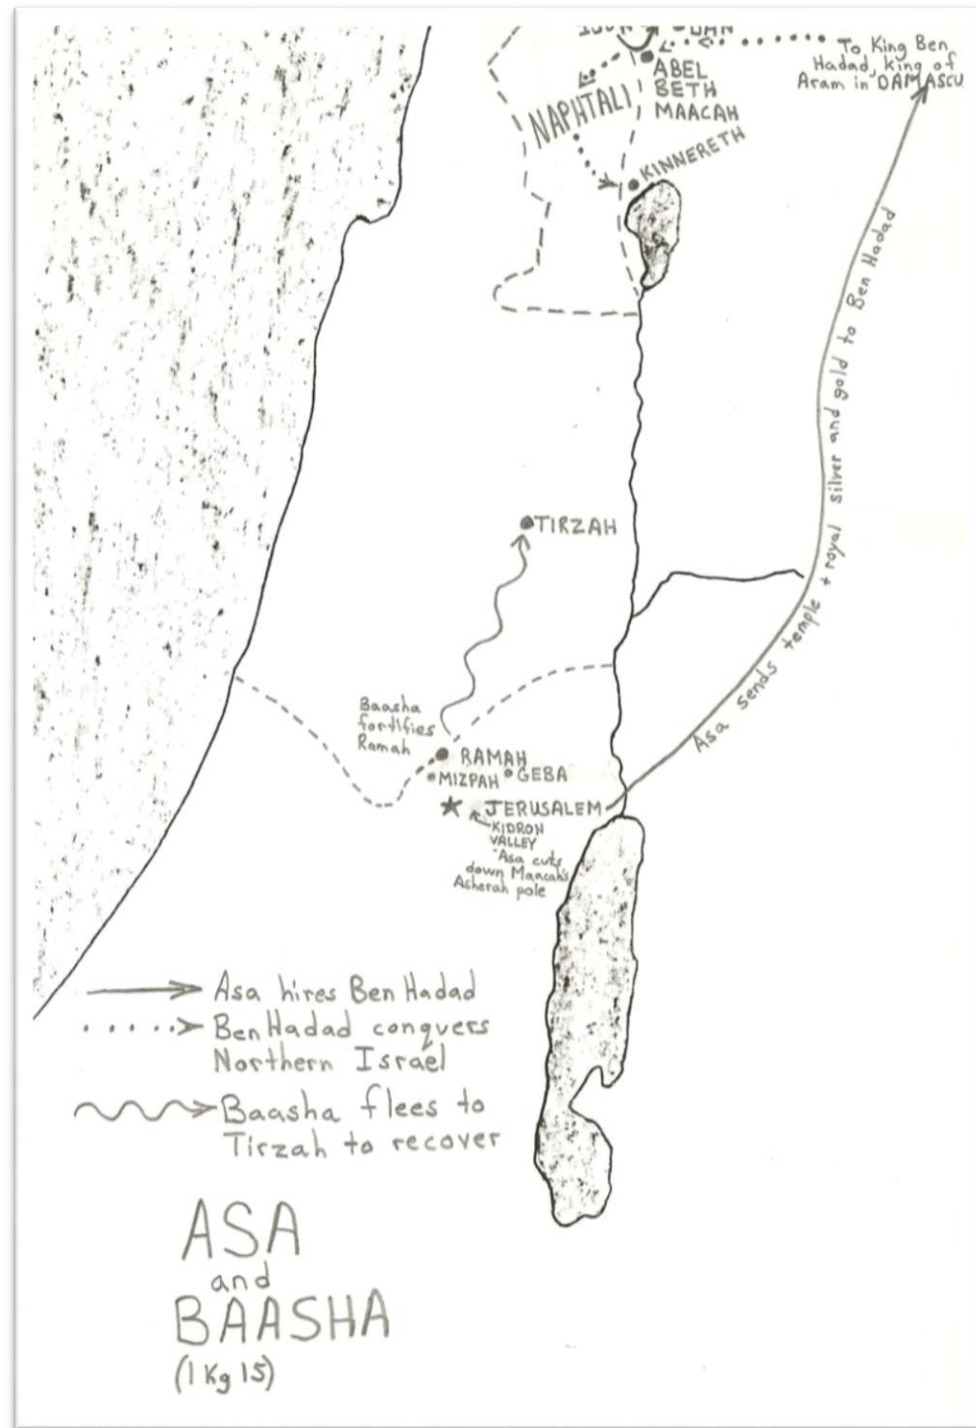 To King Ben
Hadad, king of
Aram in DAMASCU
ABEL
BETH
MAACAH
NAPHTALI
KINNERETH
TIRZAH
Asa sends temple + royal silver and gold to Ben Hadad
Baasha
fortifies
Ramah
RAMAH
MIZPAH
GEBA
JERUSALEM
KIDRON
VALLEY
"Asa cuts
down Maacah's
Asherah pole
Asa hires Ben Hadad
Ben Hadad conquers
Northern Israel
Baasha flees to
Tirzah to recover
ASA
and
BAASHA
(1 Kg 15)